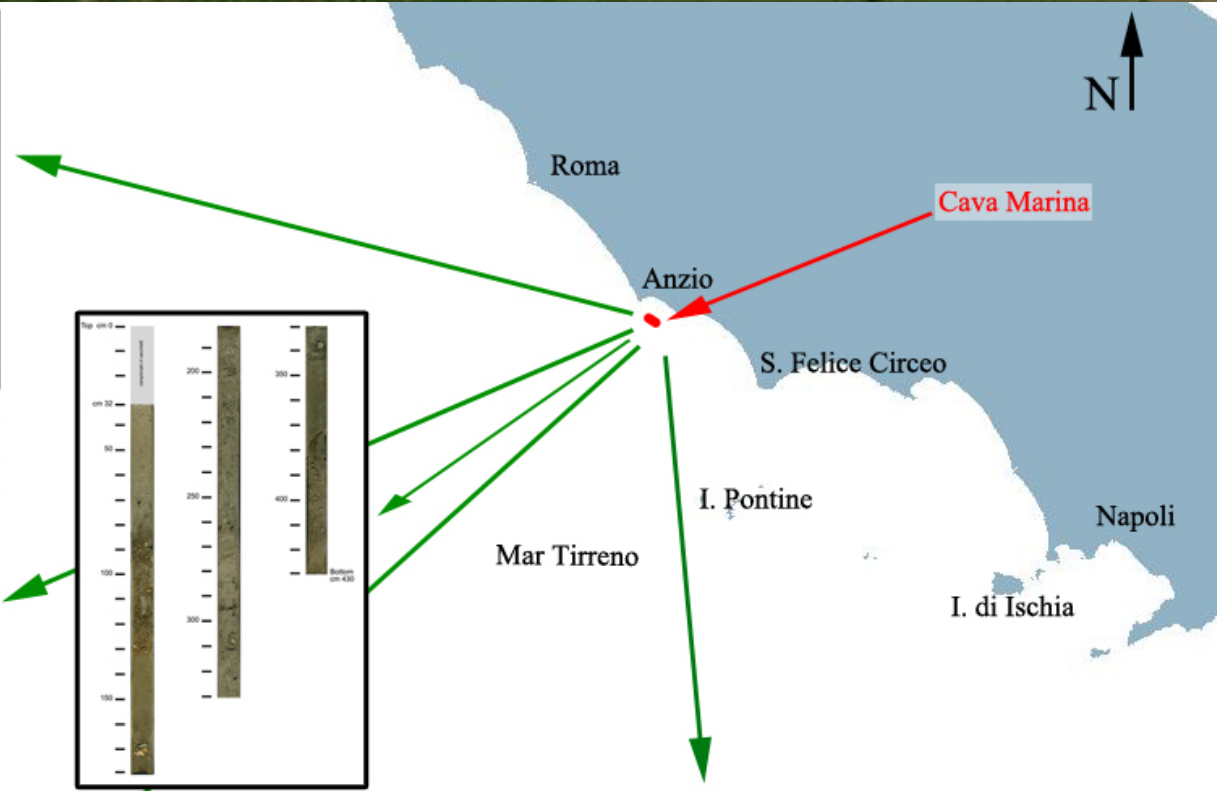 N
Roma
Cava Marina
Anzio
S. Felice Circeo
I. Pontine
Napoli
Mar Tirreno
I. di Ischia
Top cm 0
cm 32
50
100
150
200
250
300
350
400
Bottom
cm 430